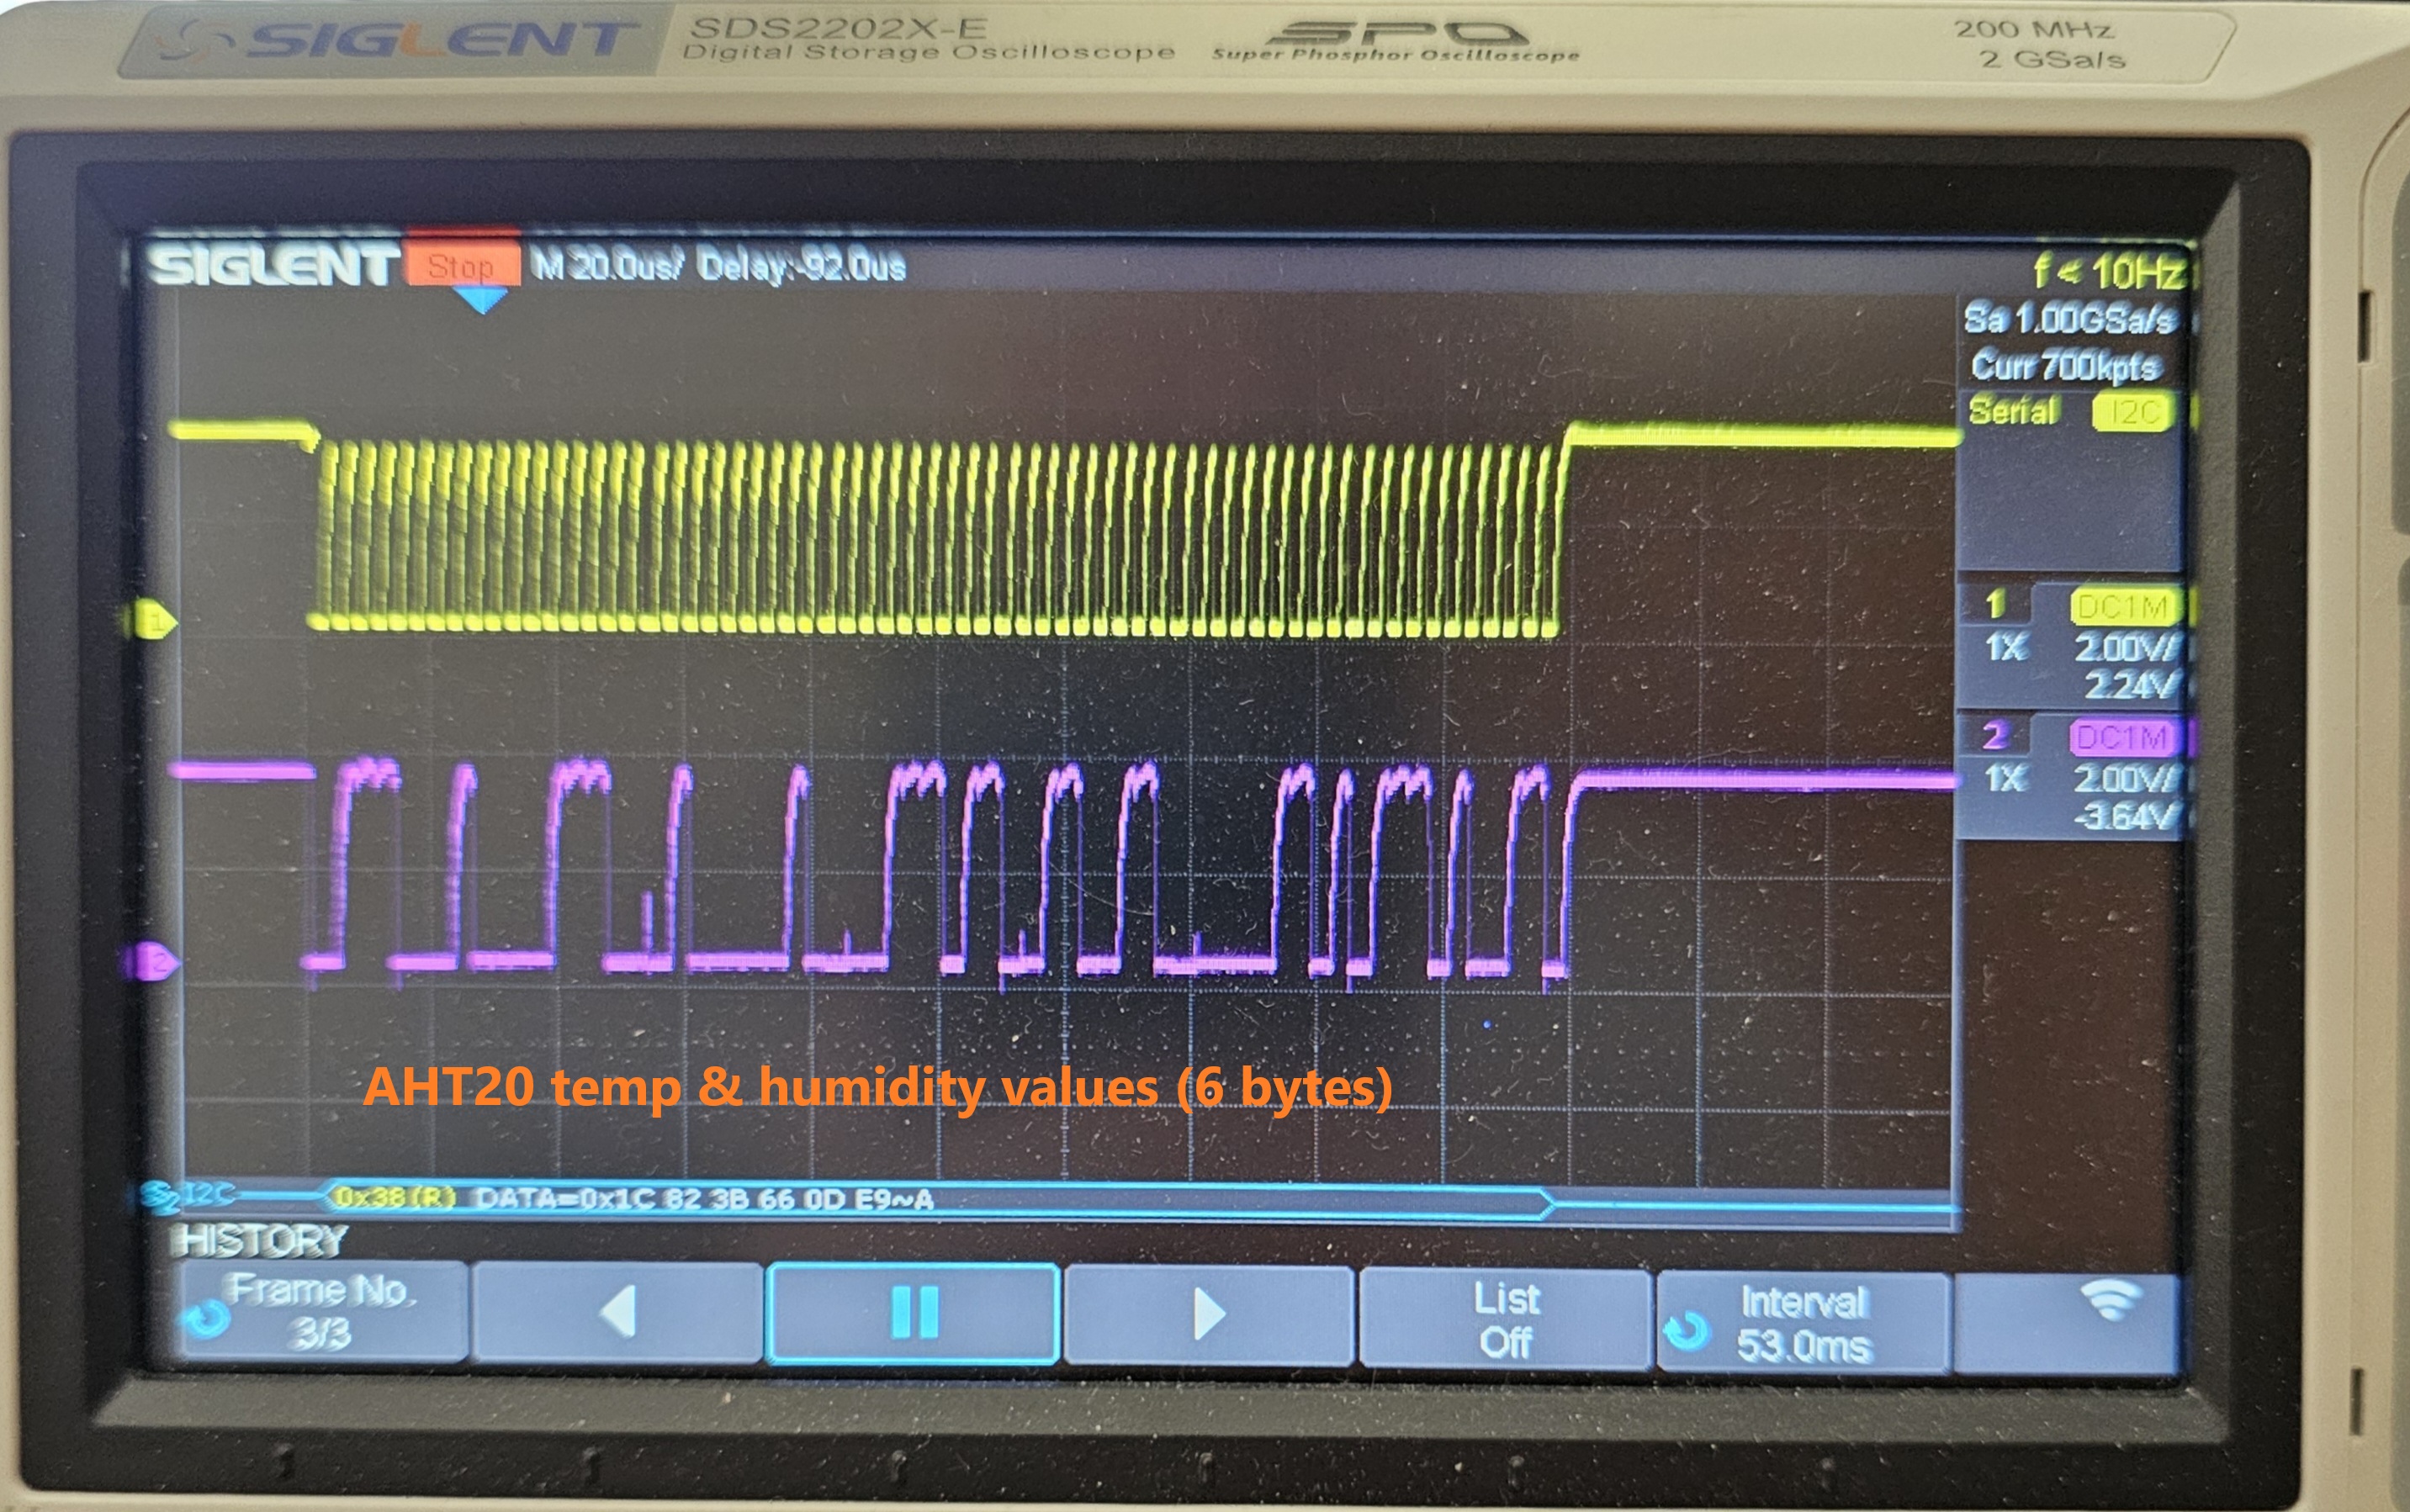 SIGLENT SDS2202X-E
Digital Storage Oscilloscope
SPO
Super Phosphor Oscilloscope
200 MHz
2 GSa/s
SIGLENT Stop M 20.0us/ Delay:-92.0us
f < 10Hz
Sa 1.00GSa/s
Curr 700kpts
Serial I2C
1 DC1M
1X 2.00V/
2.24V
2 DC1M
1X 2.00V/
-3.64V
1
2
AHT20 temp & humidity values (6 bytes)
S2 I2C 0x38(R) DATA=0x1C 82 3B 66 0D E9~A
HISTORY
Frame No.
3/3
List
Off
Interval
53.0ms